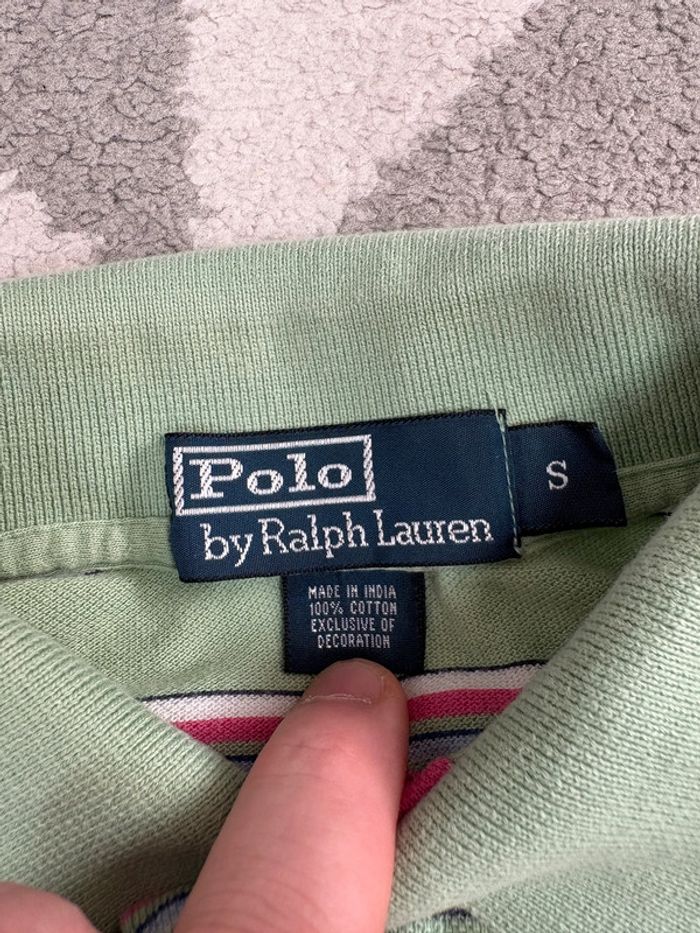 Polo
by Ralph Lauren
S
MADE IN INDIA
100% COTTON
EXCLUSIVE OF
DECORATION